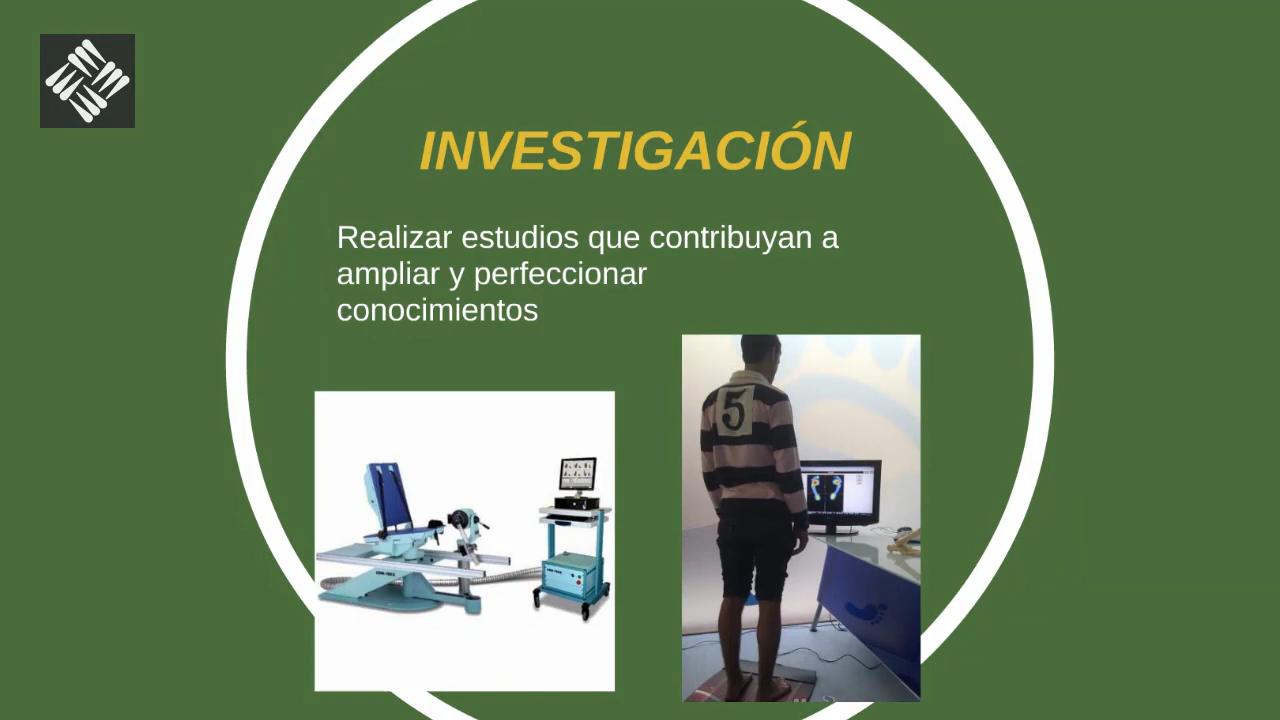 INVESTIGACIÓN
Realizar estudios que contribuyan a
ampliar y perfeccionar
conocimientos
5